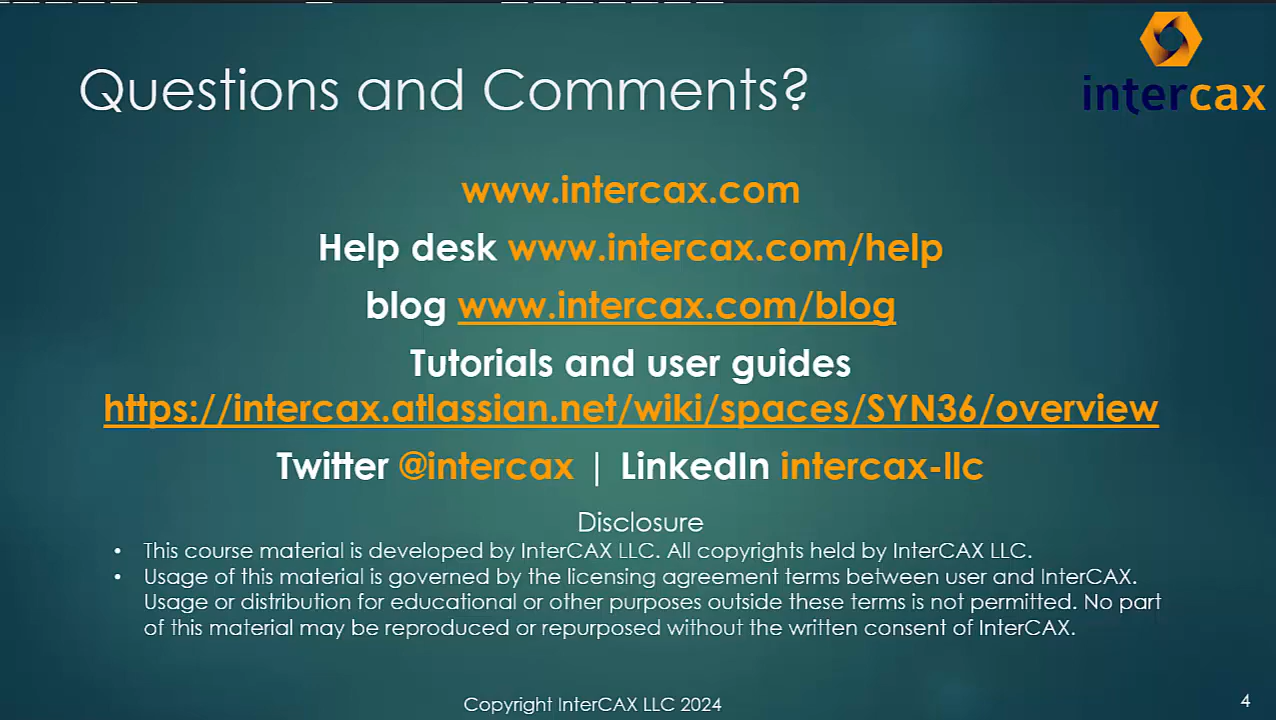 intercax
Questions and Comments?
www.intercax.com
Help desk www.intercax.com/help
blog www.intercax.com/blog
Tutorials and user guides
https://intercax.atlassian.net/wiki/spaces/SYN36/overview
Twitter @intercax | LinkedIn intercax-llc
Disclosure
• This course material is developed by InterCAX LLC. All copyrights held by InterCAX LLC.
• Usage of this material is governed by the licensing agreement terms between user and InterCAX.
Usage or distribution for educational or other purposes outside these terms is not permitted. No part
of this material may be reproduced or repurposed without the written consent of InterCAX.
Copyright InterCAX LLC 2024
4